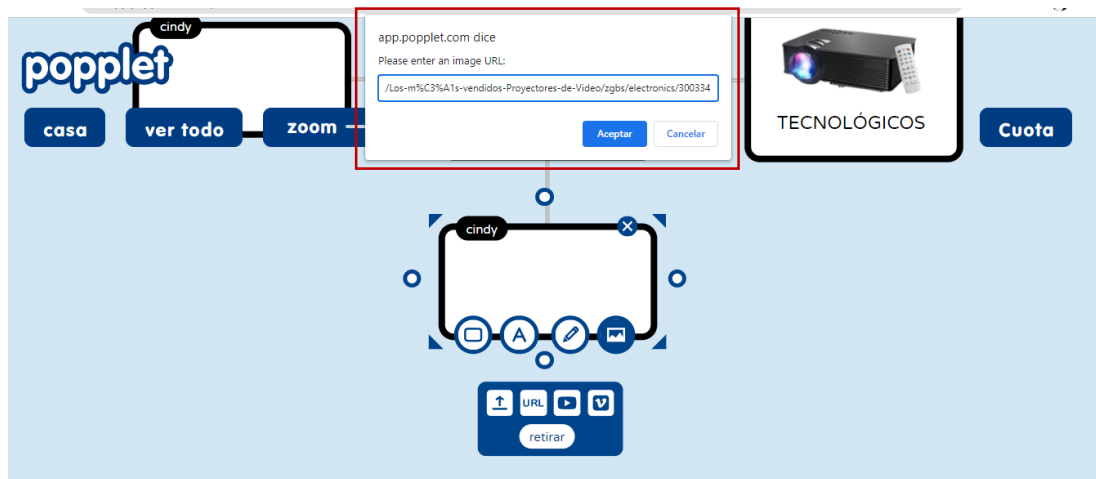 cindy
popplet
casa
ver todo
zoom
app.popplet.com dice
Please enter an image URL:
/Los-m%C3%A1s-vendidos-Proyectores-de-Video/zgbs/electronics/300334
Aceptar
Cancelar
TECNOLÓGICOS
Cuota
cindy
A
URL
retirar